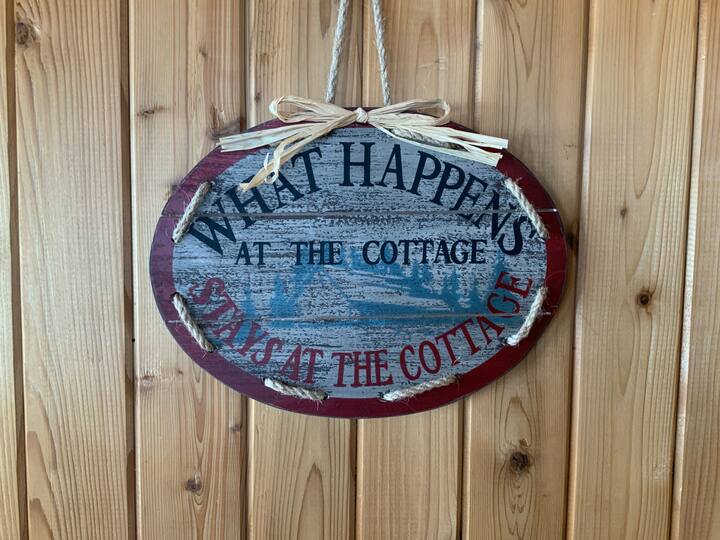 WHAT HAPPENS
AT THE COTTAGE
STAYS AT THE COTTAGE